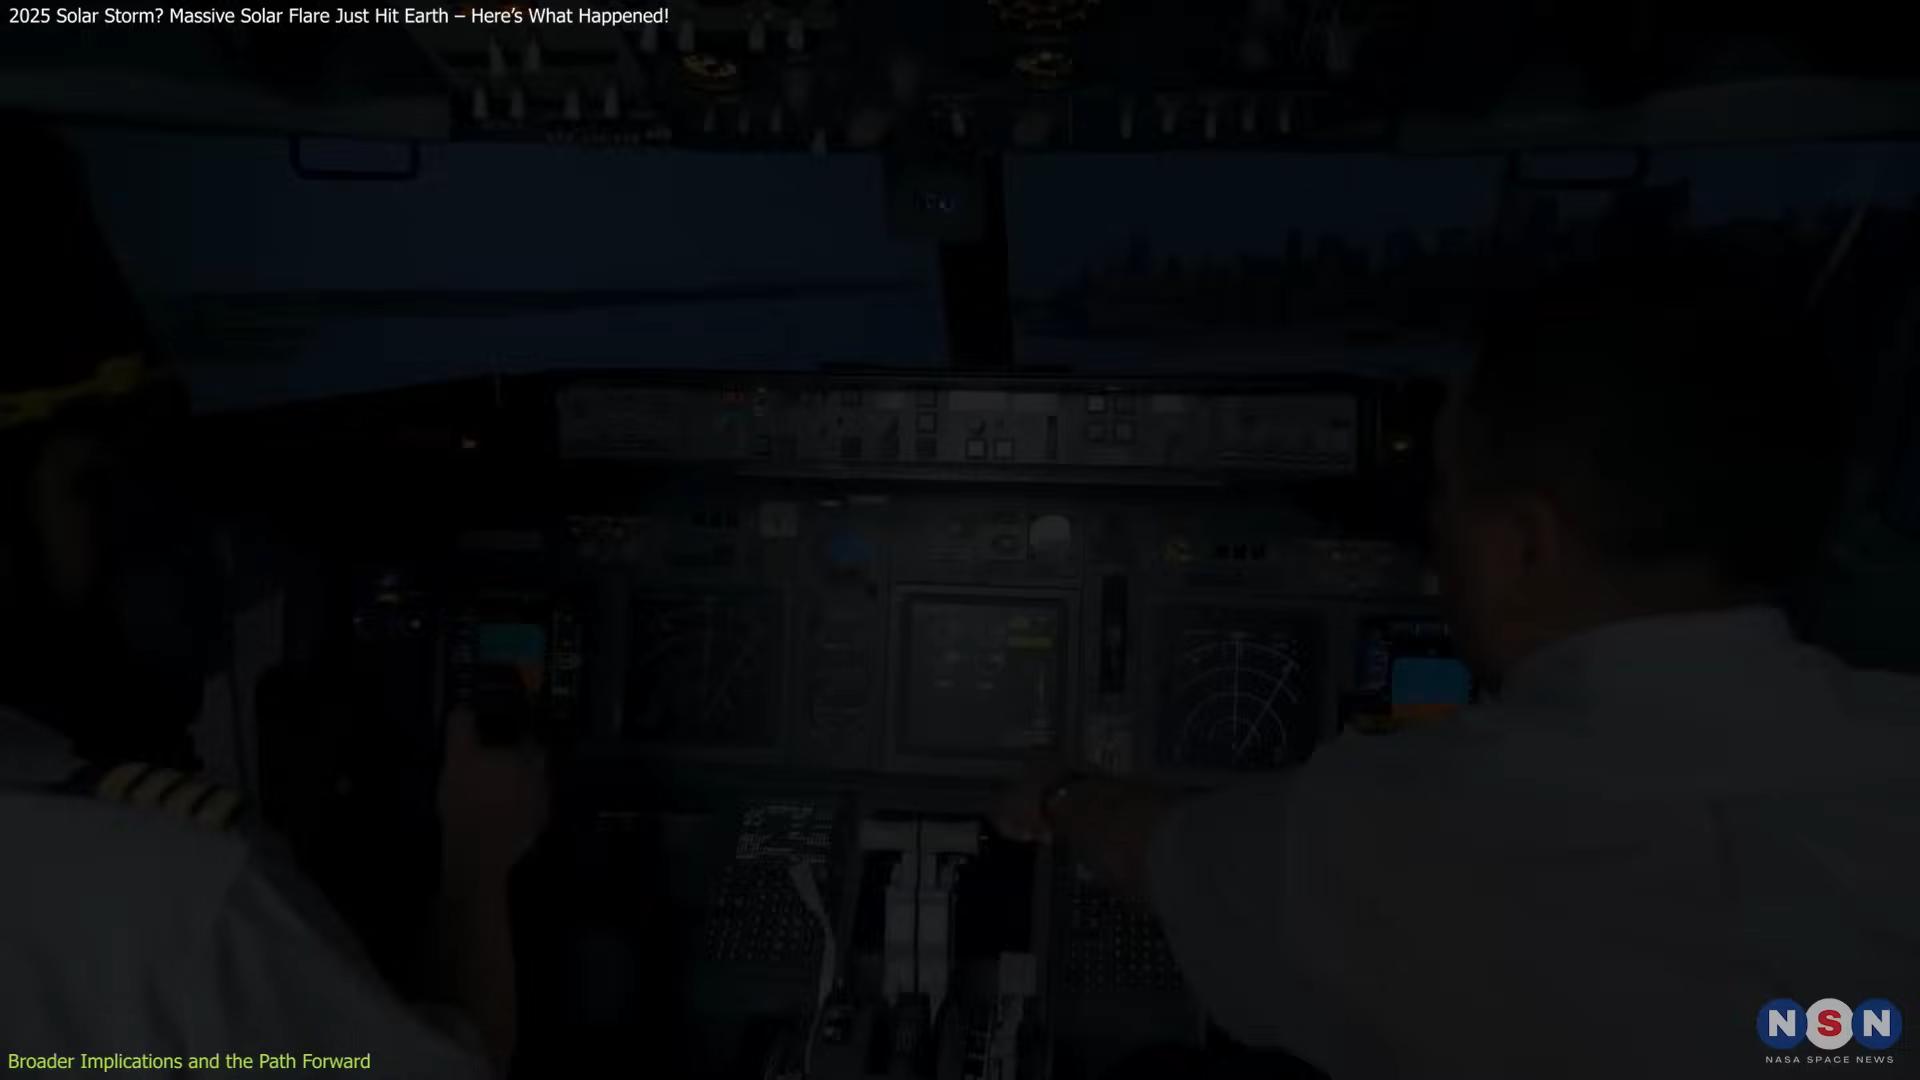 2025 Solar Storm? Massive Solar Flare Just Hit Earth – Here’s What Happened!
Broader Implications and the Path Forward
NSN
NASA SPACE NEWS